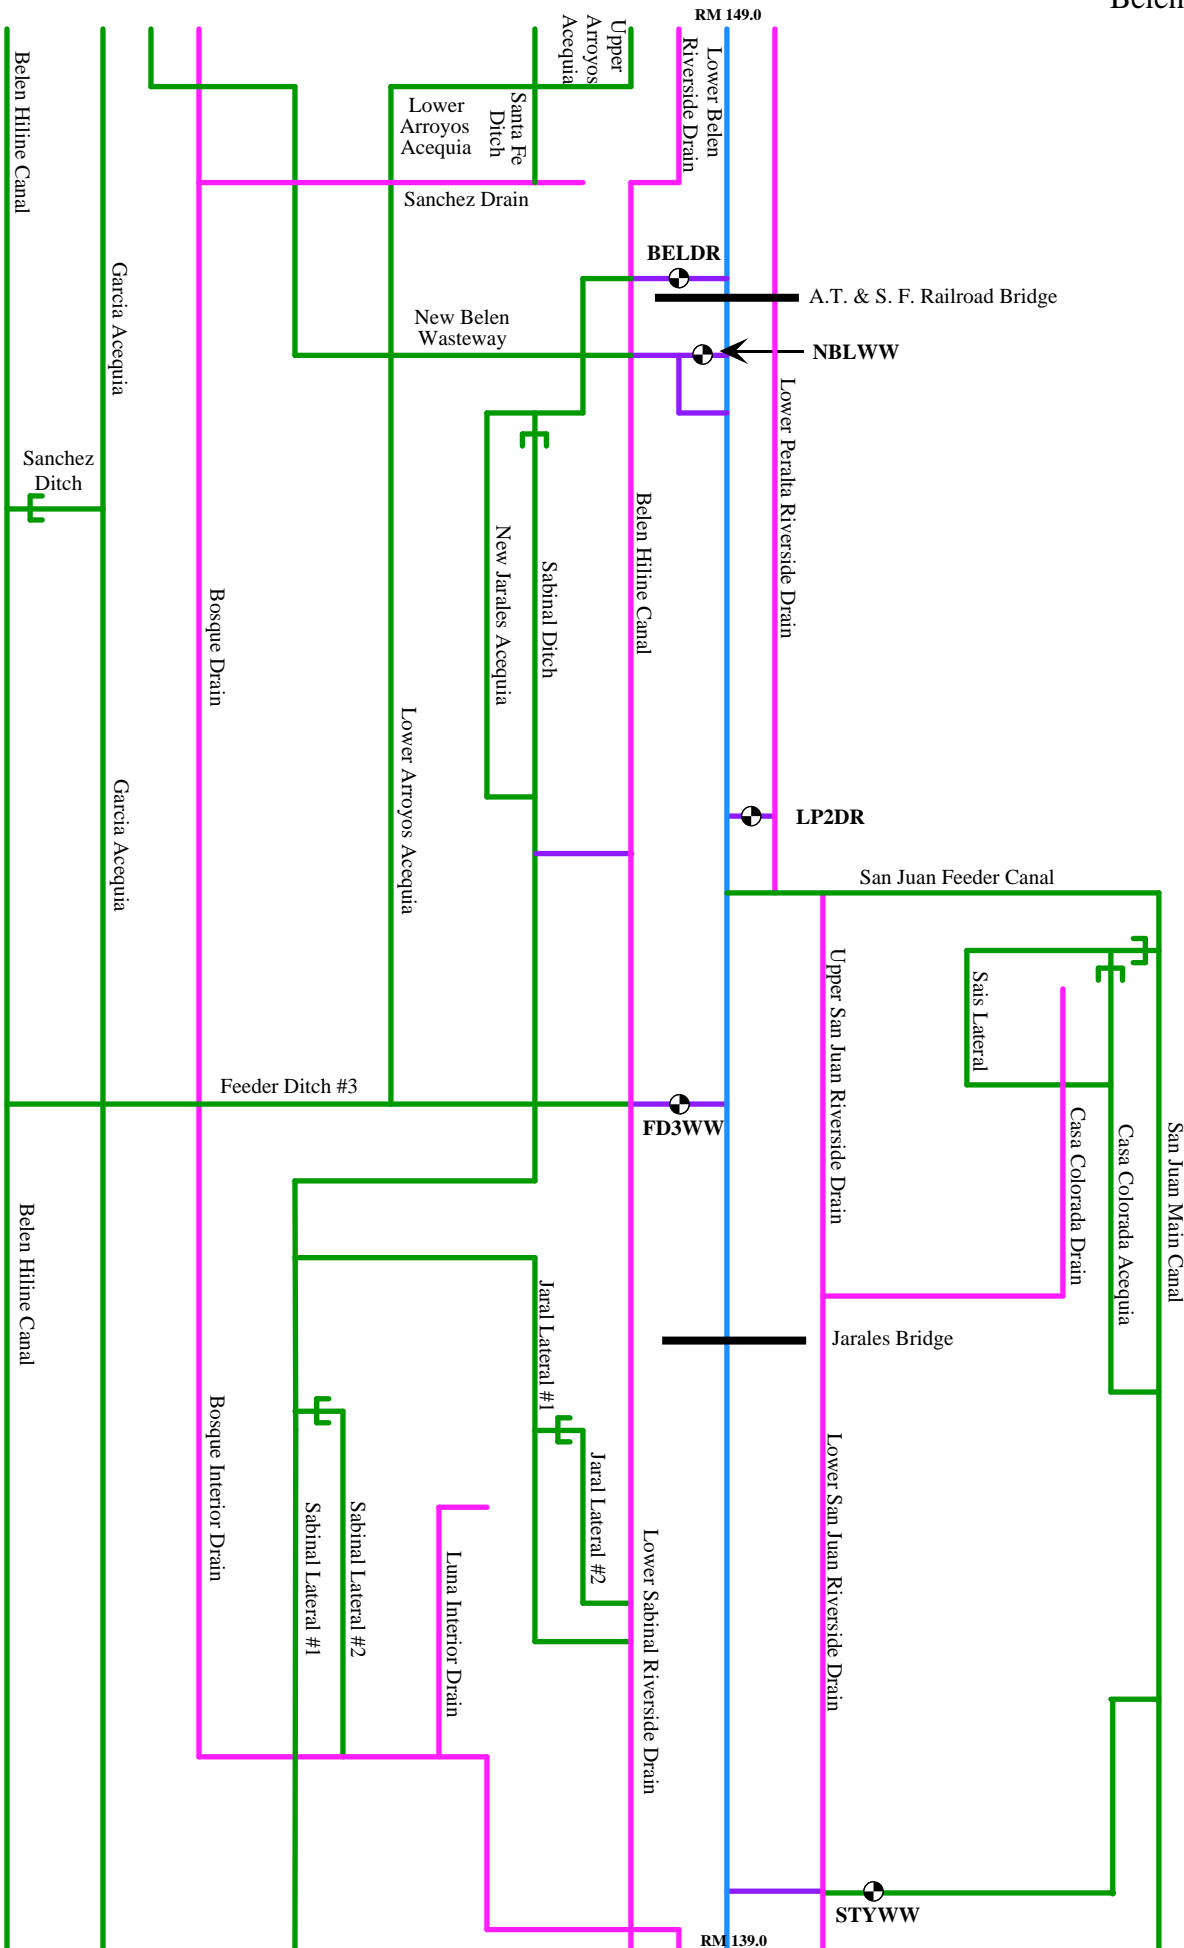 Belen
RM 149.0
Upper
Arroyos
Acequia
Lower Belen
Riverside Drain
Belen Hiline Canal
Lower
Arroyos
Acequia
Santa Fe
Ditch
Sanchez Drain
BELDR
A.T. & S. F. Railroad Bridge
Garcia Acequia
New Belen
Wasteway
NBLWW
Lower Peralta Riverside Drain
Sanchez
Ditch
Belen Hiline Canal
New Jarales Acequia
Sabinal Ditch
Bosque Drain
Lower Arroyos Acequia
Garcia Acequia
LP2DR
San Juan Feeder Canal
Upper San Juan Riverside Drain
Sais Lateral
Feeder Ditch #3
FD3WW
Casa Colorada Drain
Casa Colorada Acequia
San Juan Main Canal
Belen Hiline Canal
Jaral Lateral #1
Jarales Bridge
Bosque Interior Drain
Lower San Juan Riverside Drain
Jaral Lateral #2
Sabinal Lateral #1
Sabinal Lateral #2
Luna Interior Drain
Lower Sabinal Riverside Drain
STYWW
RM 139.0